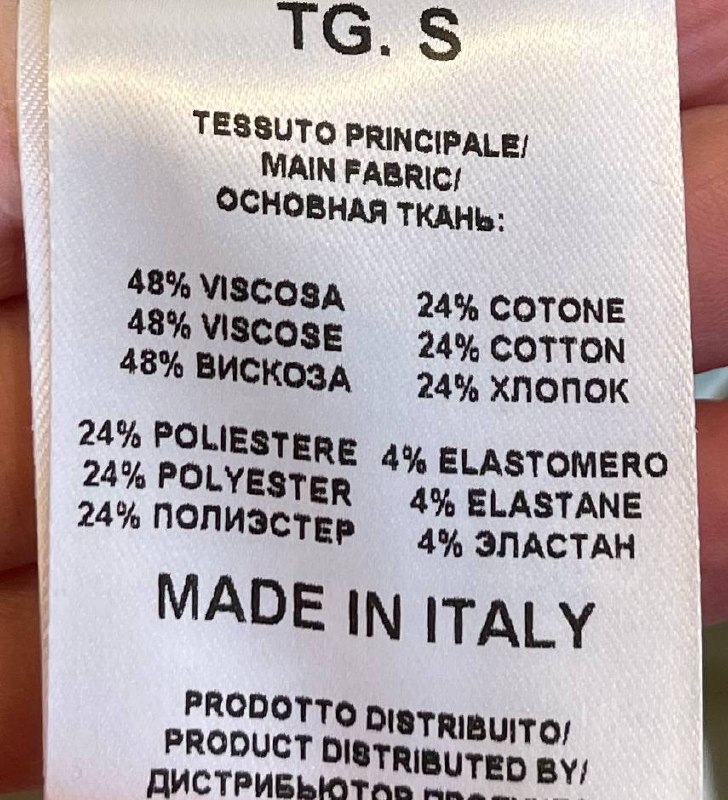 TG. S
TESSUTO PRINCIPALE/
MAIN FABRIC/
ОСНОВНАЯ ТКАНЬ:
48% VISCOSA
48% VISCOSE
48% ВИСКОЗА
24% COTONE
24% COTTON
24% ХЛОПОК
24% POLIESTERE
24% POLYESTER
24% ПОЛИЭСТЕР
4% ELASTOMERO
4% ELASTANE
4% ЭЛАСТАН
MADE IN ITALY
PRODOTTO DISTRIBUITO/
PRODUCT DISTRIBUTED BY/
ДИСТРИБЬЮТОР